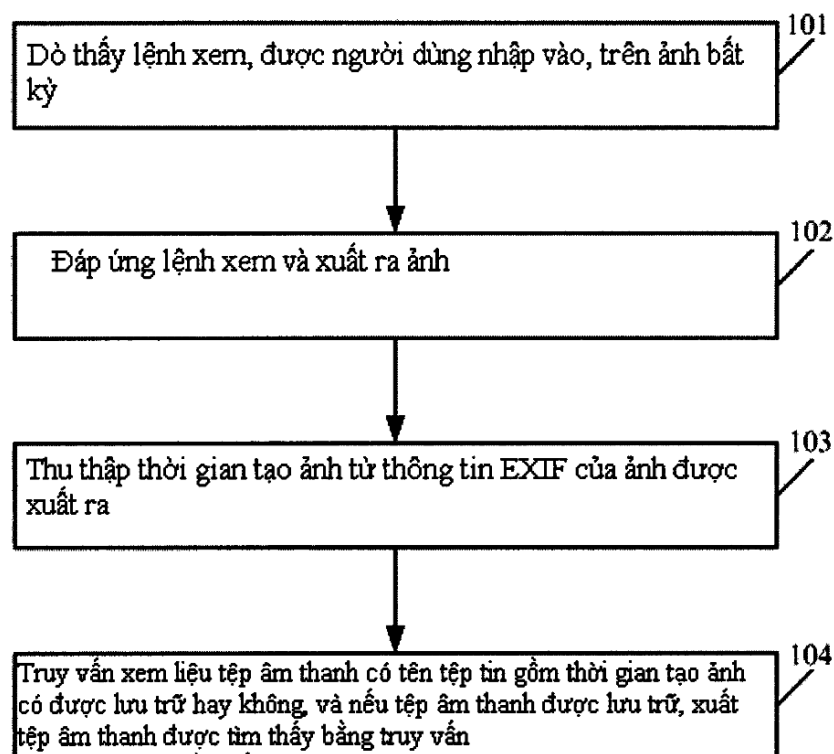 101
Dò thấy lệnh xem, được người dùng nhập vào, trên ảnh bất
kỳ
102
Đáp ứng lệnh xem và xuất ra ảnh
103
Thu thập thời gian tạo ảnh từ thông tin EXIF của ảnh được
xuất ra
104
Truy vấn xem liệu tệp âm thanh có tên tệp tin gồm thời gian tạo ảnh
có được lưu trữ hay không, và nếu tệp âm thanh được lưu trữ, xuất
tệp âm thanh được tìm thấy bằng truy vấn